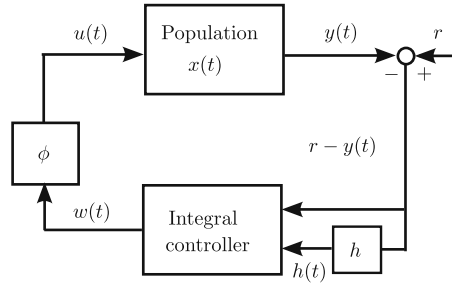 u(t)
Population
x(t)
y(t)
r
−
+
ϕ
r − y(t)
w(t)
Integral
controller
h
h(t)